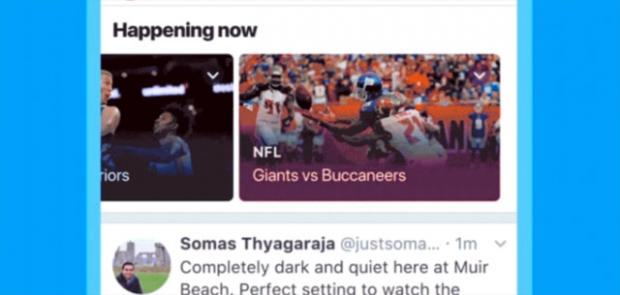 Happening now
NFL
riors
Giants vs Buccaneers
Somas Thyagaraja @justsoma... · 1m
Completely dark and quiet here at Muir
Beach. Perfect setting to watch the